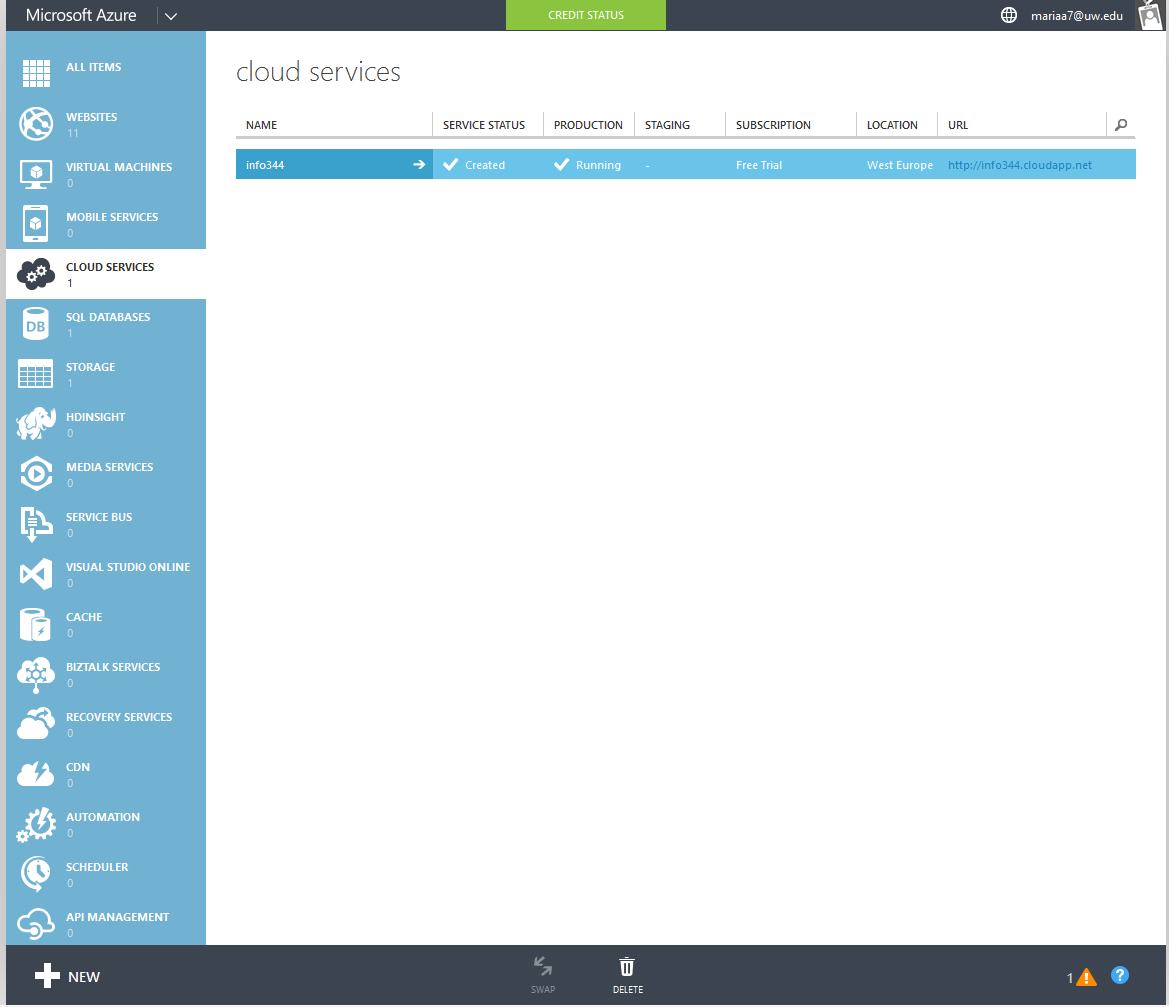 Microsoft Azure
CREDIT STATUS
mariaa7@uw.edu
ALL ITEMS
WEBSITES
11
VIRTUAL MACHINES
0
MOBILE SERVICES
0
CLOUD SERVICES
1
SQL DATABASES
1
STORAGE
1
HDINSIGHT
0
MEDIA SERVICES
0
SERVICE BUS
0
VISUAL STUDIO ONLINE
0
CACHE
0
BIZTALK SERVICES
0
RECOVERY SERVICES
0
CDN
0
AUTOMATION
0
SCHEDULER
0
API MANAGEMENT
0
cloud services
NAME SERVICE STATUS PRODUCTION STAGING SUBSCRIPTION LOCATION URL
info344 Created Running - Free Trial West Europe http://info344.cloudapp.net
DB
NEW
SWAP
DELETE
1
?